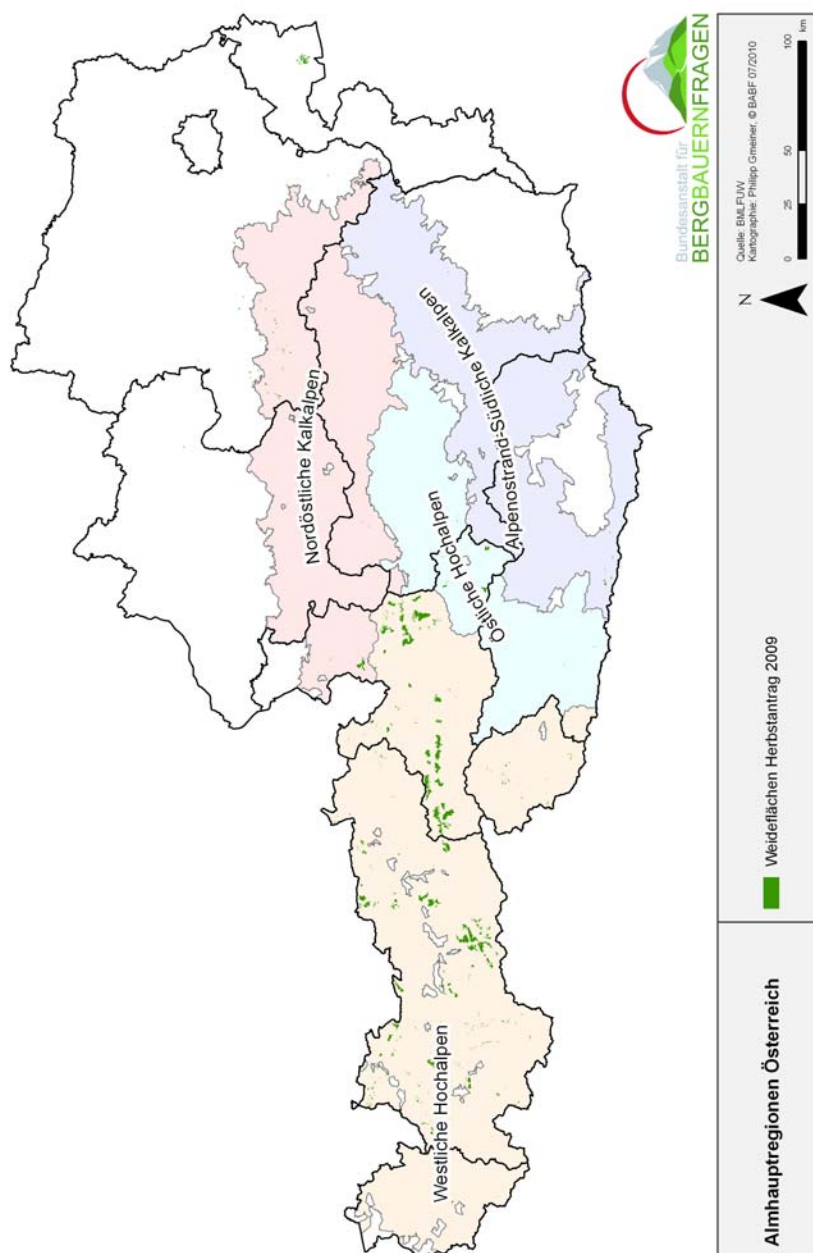 Westliche Hochalpen
Nordöstliche Kalkalpen
Östliche Hochalpen
Alpenostrand-Südliche Kalkalpen
Bundesanstalt für
BERGBAUERNFRAGEN
Almhauptregionen Österreich
Weideflächen Herbstantrag 2009
N
Quelle: BMLFUW
Kartographie: Philipp Gmeiner, © BABF 07/2010
0 25 50 100
km